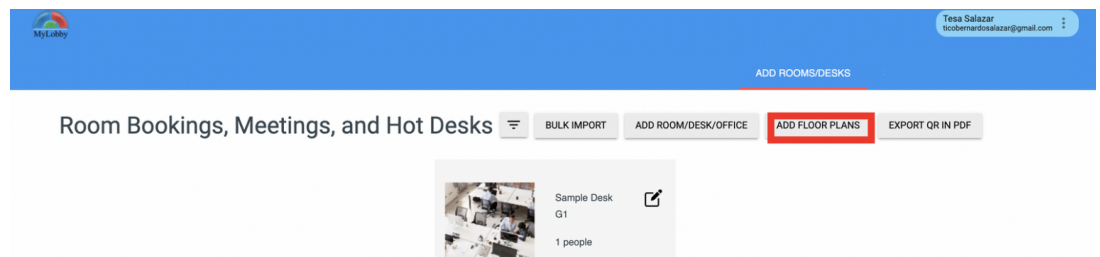 MyLobby
Tesa Salazar
ticobernardosalazar@gmail.com
ADD ROOMS/DESKS
Room Bookings, Meetings, and Hot Desks
BULK IMPORT
ADD ROOM/DESK/OFFICE
ADD FLOOR PLANS
EXPORT QR IN PDF
Sample Desk
G1
1 people